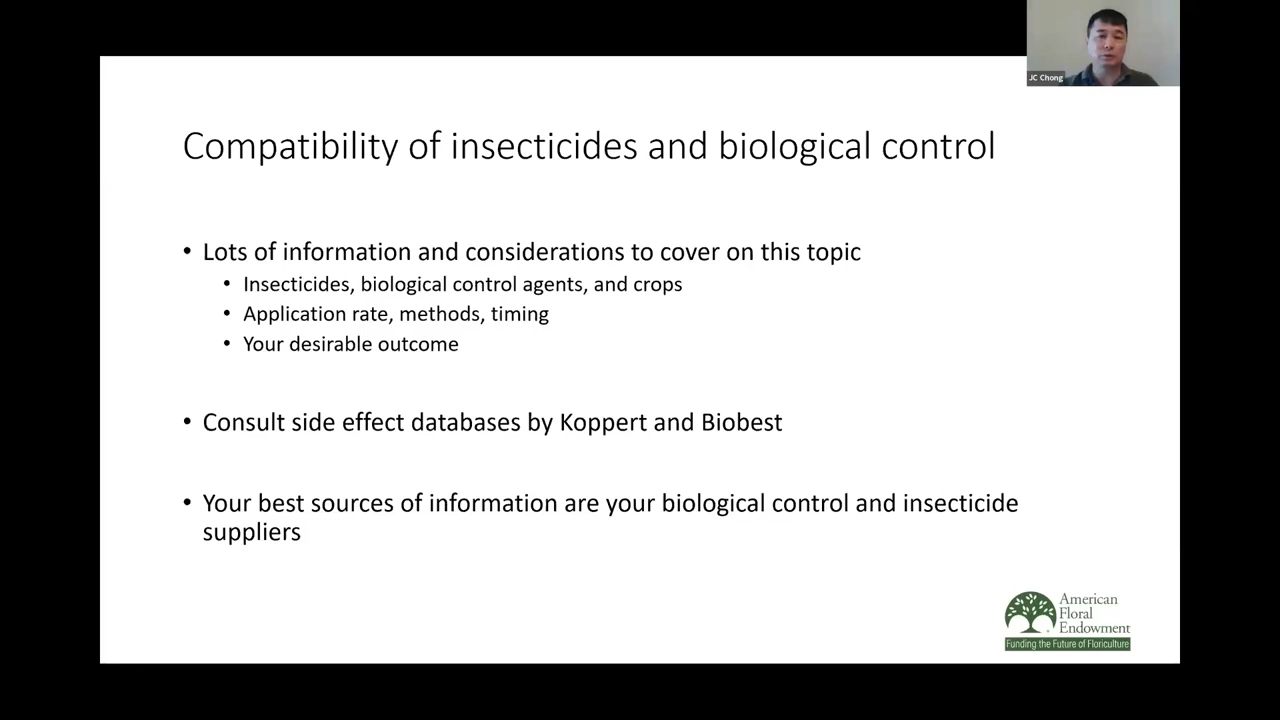 JC Chong
Compatibility of insecticides and biological control
• Lots of information and considerations to cover on this topic
• Insecticides, biological control agents, and crops
• Application rate, methods, timing
• Your desirable outcome
• Consult side effect databases by Koppert and Biobest
• Your best sources of information are your biological control and insecticide
suppliers
American
Floral
Endowment
Funding the Future of Floriculture